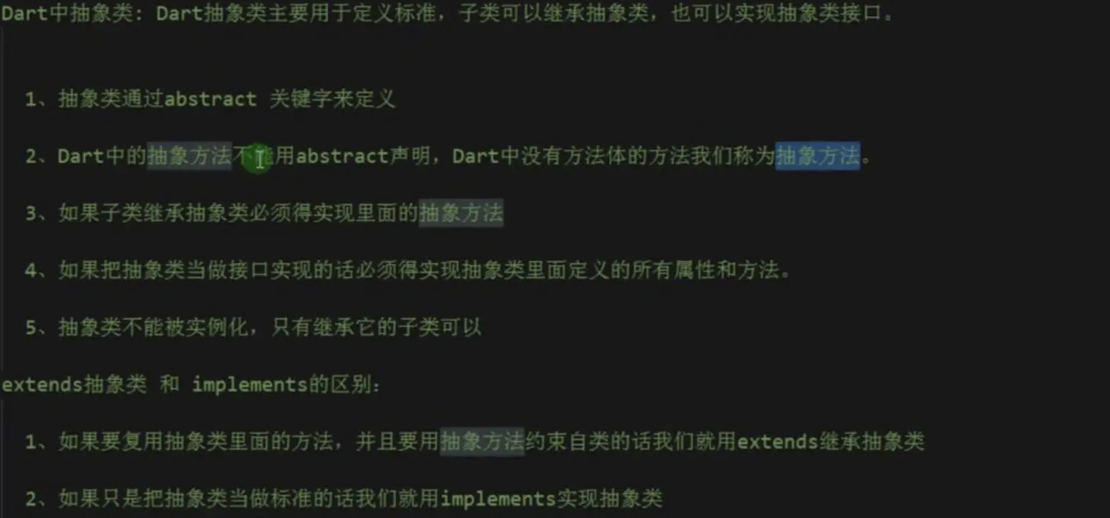 Dart中抽象类: Dart抽象类主要用于定义标准，子类可以继承抽象类，也可以实现抽象类接口。
1、抽象类通过abstract 关键字来定义
2、Dart中的抽象方法不能用abstract声明，Dart中没有方法体的方法我们称为抽象方法。
3、如果子类继承抽象类必须得实现里面的抽象方法
4、如果把抽象类当做接口实现的话必须得实现抽象类里面定义的所有属性和方法。
5、抽象类不能被实例化，只有继承它的子类可以
extends抽象类 和 implements的区别：
1、如果要复用抽象类里面的方法，并且要用抽象方法约束自类的话我们就用extends继承抽象类
2、如果只是把抽象类当做标准的话我们就用implements实现抽象类